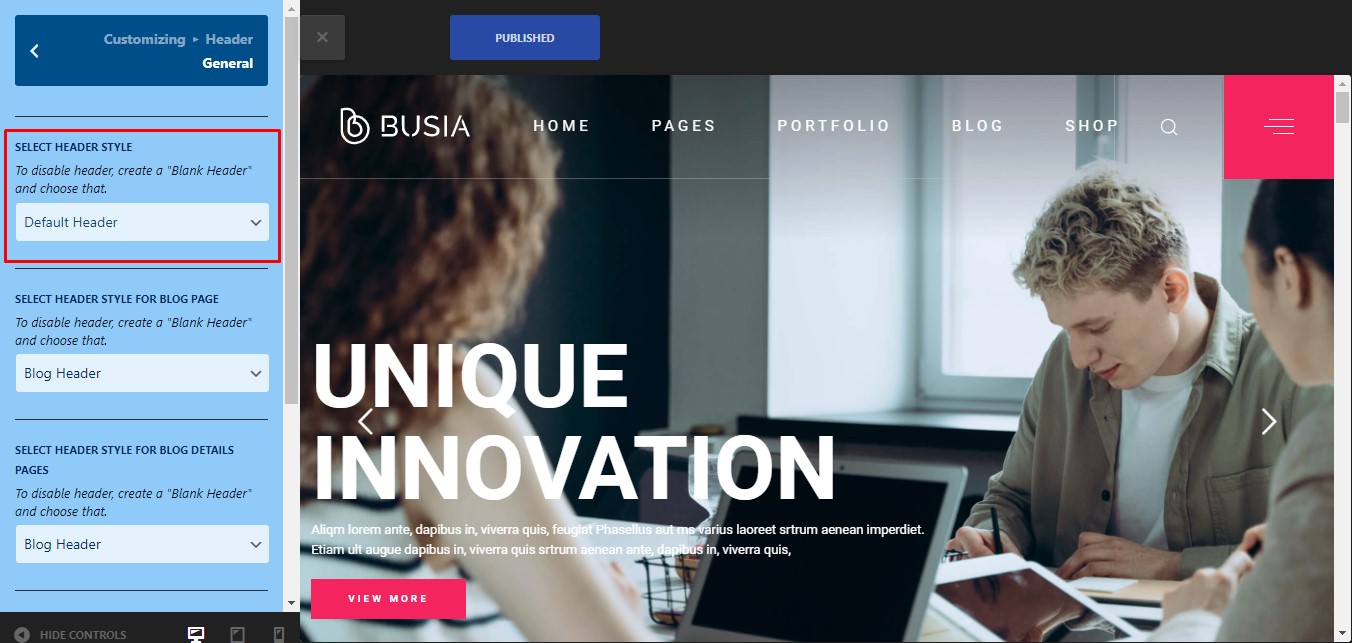 Customizing ▸ Header
General
SELECT HEADER STYLE
To disable header, create a "Blank Header"
and choose that.
Default Header
SELECT HEADER STYLE FOR BLOG PAGE
To disable header, create a "Blank Header"
and choose that.
Blog Header
SELECT HEADER STYLE FOR BLOG DETAILS
PAGES
To disable header, create a "Blank Header"
and choose that.
Blog Header
HIDE CONTROLS
PUBLISHED
BUSIA
HOME PAGES PORTFOLIO BLOG SHOP
UNIQUE
INNOVATION
Aliqm lorem ante, dapibus in, viverra quis, feugiat Phasellus aut ms varius laoreet srtrum aenean imperdiet.
Etiam ult augue dapibus in, viverra quis srtrum aenean ante, dapibus in, viverra quis,
VIEW MORE